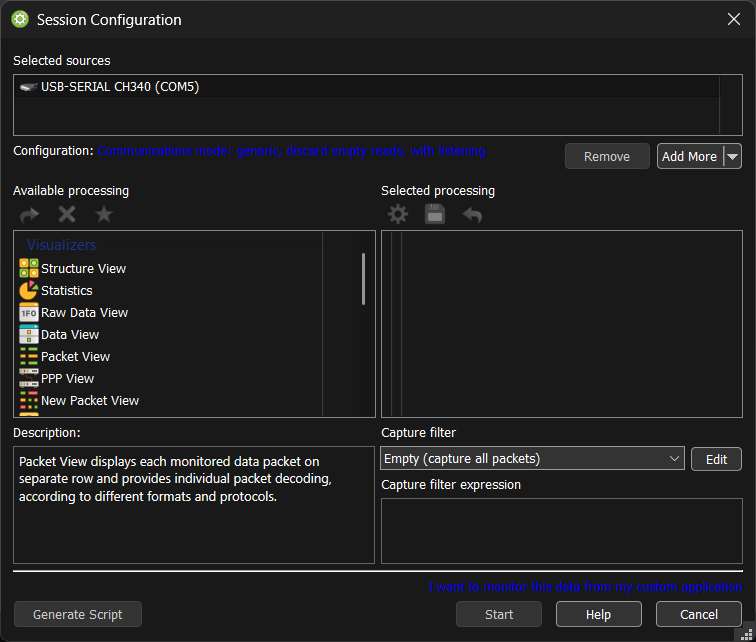 Session Configuration
Selected sources
USB-SERIAL CH340 (COM5)
Configuration: Communications mode: generic, discard empty reads, with listening
Remove
Add More
Available processing
Selected processing
Visualizers
Structure View
Statistics
1F0
Raw Data View
Data View
Packet View
PPP View
New Packet View
Description:
Packet View displays each monitored data packet on
separate row and provides individual packet decoding,
according to different formats and protocols.
Capture filter
Empty (capture all packets)
Edit
Capture filter expression
I want to monitor this data from my custom application
Generate Script
Start
Help
Cancel